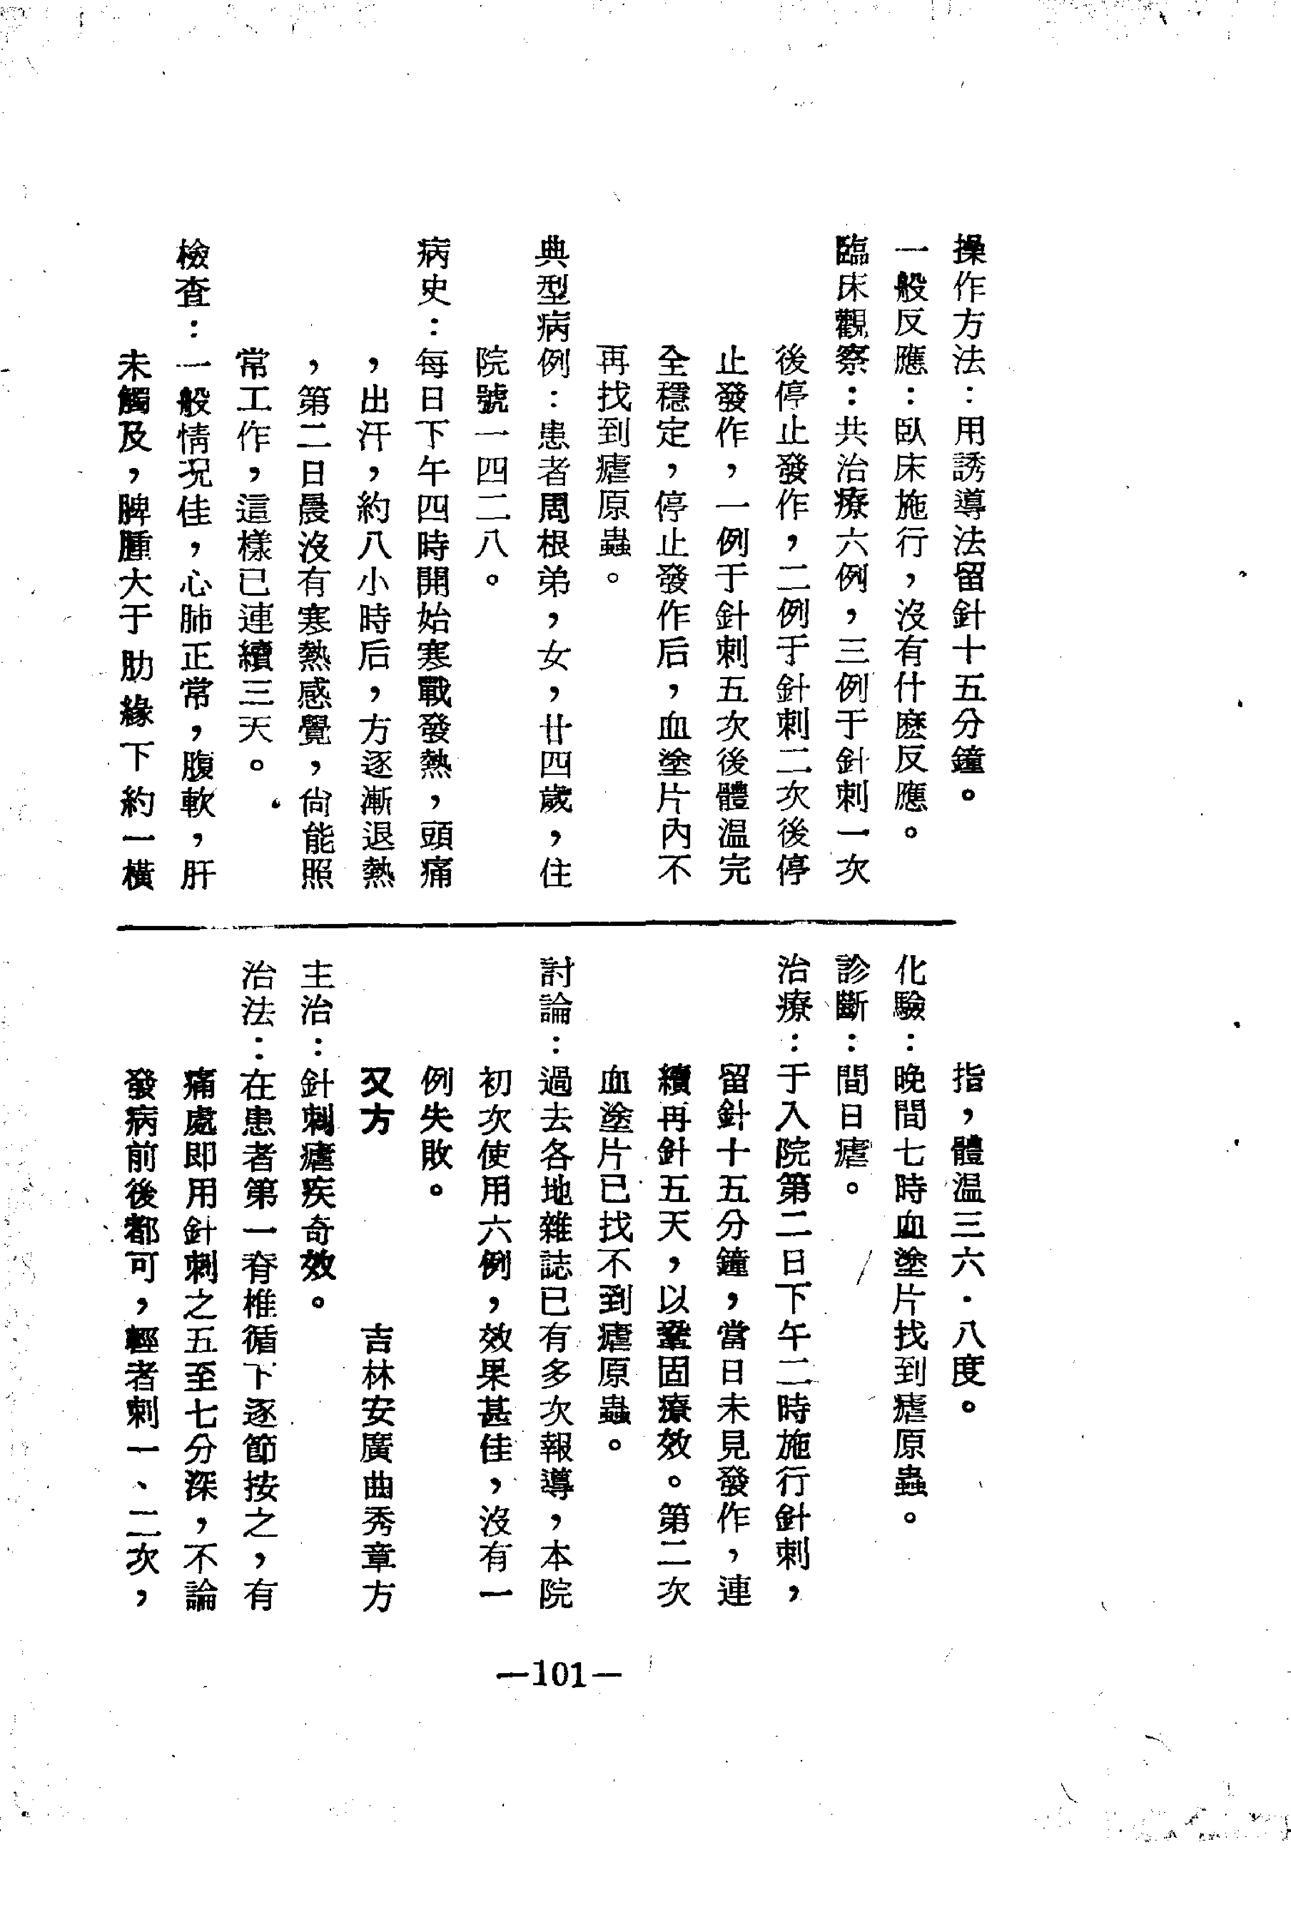 操作方法：用誘導法留針十五分鐘。
一般反應：臥床施行，沒有什麽反應。
臨床觀察：共治療六例，三例于針刺一次
後停止發作，二例于針刺二次後停
止發作，一例于針刺五次後體温完
全穩定，停止發作后，血塗片內不
再找到瘧原蟲。
典型病例：患者周根弟，女，廿四歲，住
院號一四二八。
病史：每日下午四時開始寒戰發熱，頭痛
，出汗，約八小時后，方逐漸退熱
，第二日晨沒有寒熱感覺，尙能照
常工作，這樣已連續三天。
檢查：一般情况佳，心肺正常，腹軟，肝
未觸及，脾腫大于肋緣下約一橫
指，體温三六·八度。
化驗：晚間七時血塗片找到瘧原蟲。
診斷：間日瘧。
治療：于入院第二日下午二時施行針刺，
留針十五分鐘，當日未見發作，連
續再針五天，以鞏固療效。第二次
血塗片已找不到瘧原蟲。
討論：過去各地雜誌已有多次報導，本院
初次使用六例，效果甚佳，沒有一
例失敗。
又方　吉林安廣曲秀章方
主治：針刺瘧疾奇效。
治法：在患者第一脊椎循下逐節按之，有
痛處即用針刺之五至七分深，不論
發病前後都可，輕者刺一、二次，
—101—